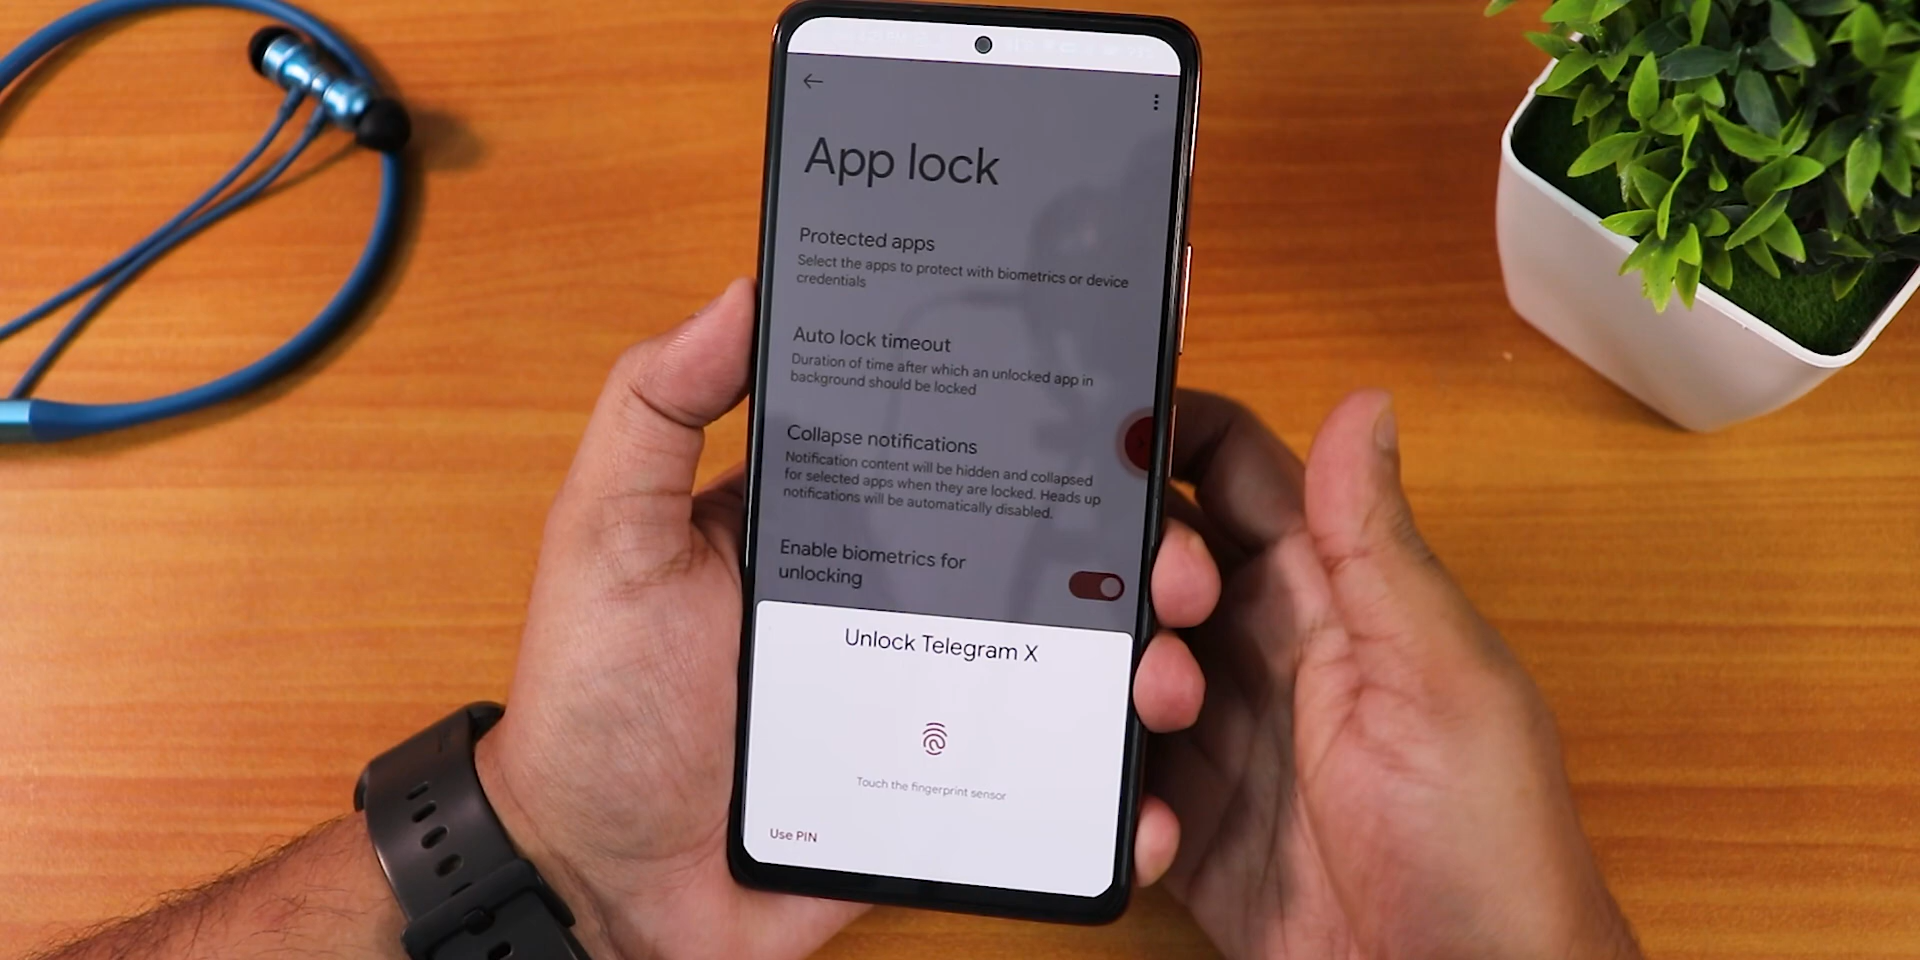 App lock
Protected apps
Select the apps to protect with biometrics or device
credentials
Auto lock timeout
Duration of time after which an unlocked app in
background should be locked
Collapse notifications
Notification content will be hidden and collapsed
for selected apps when they are locked. Heads up
notifications will be automatically disabled.
Enable biometrics for
unlocking
Unlock Telegram X
Touch the fingerprint sensor
Use PIN